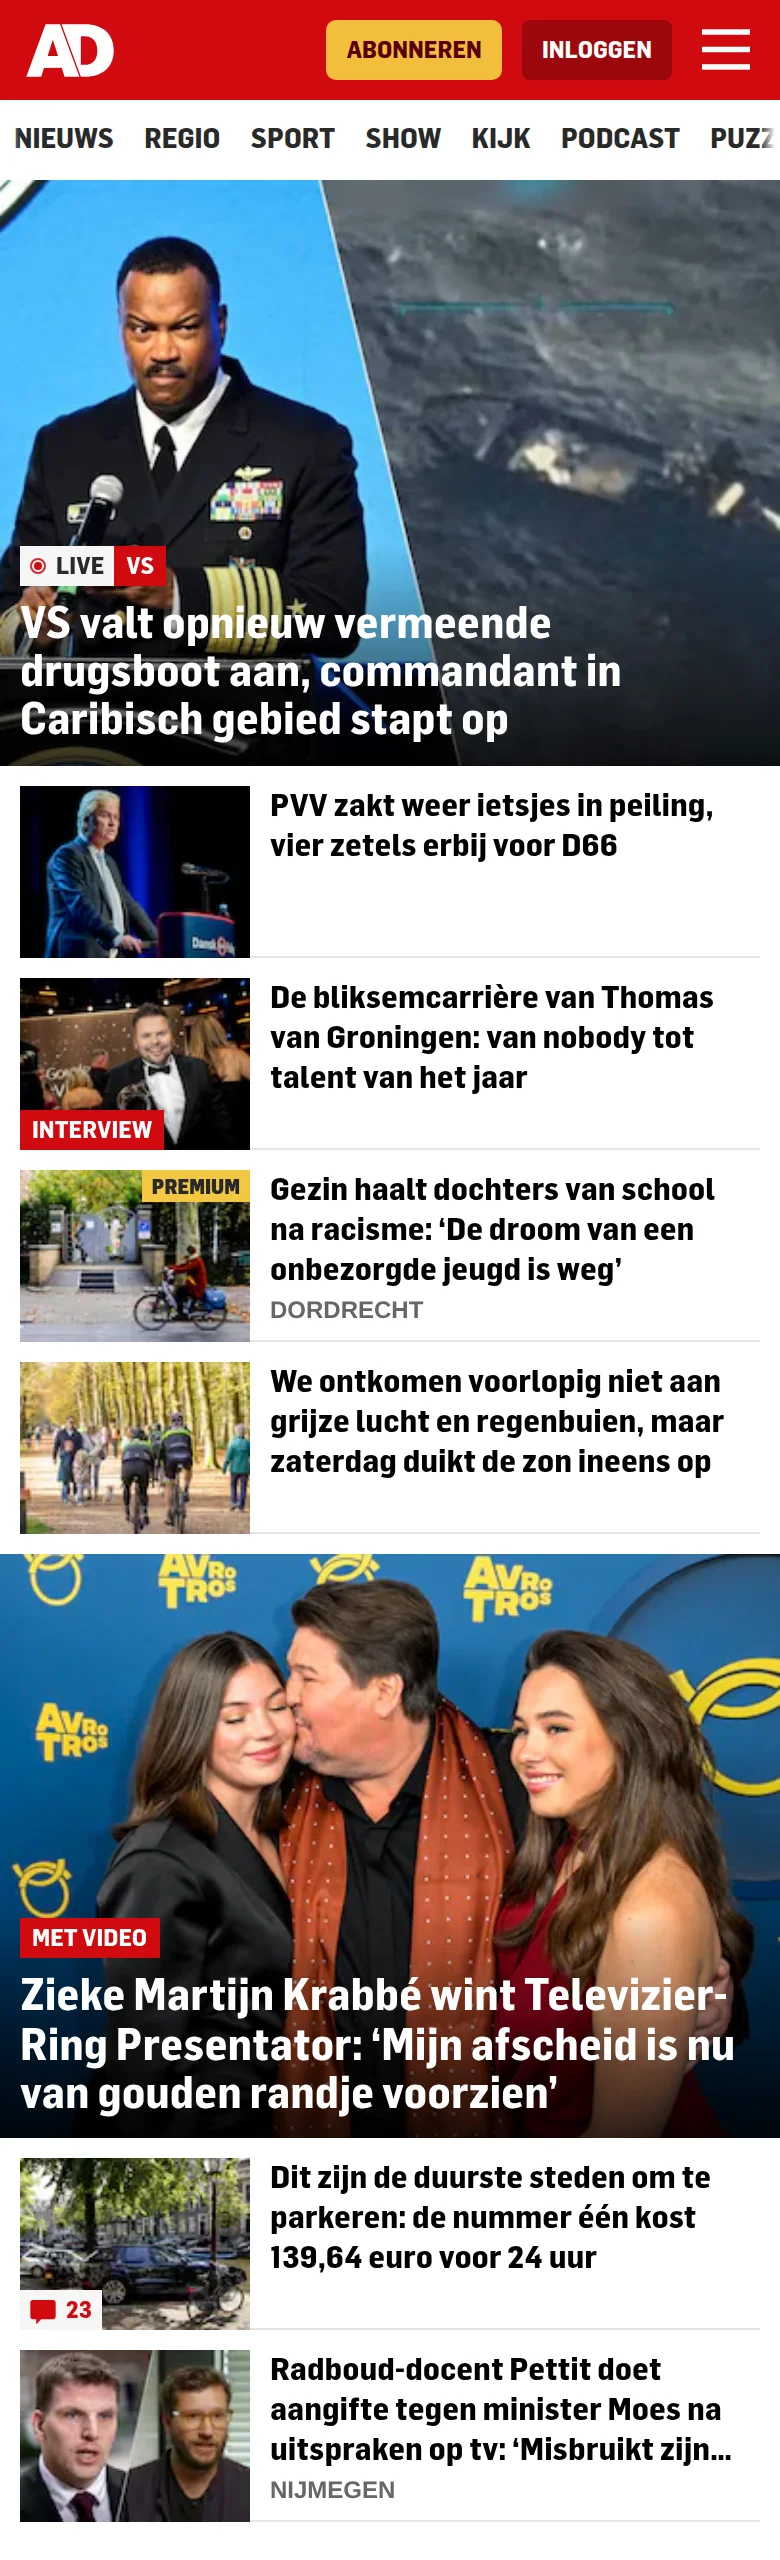 AD
ABONNEREN
INLOGGEN
NIEUWS REGIO SPORT SHOW KIJK PODCAST
LIVE VS
VS valt opnieuw vermeende
drugsboot aan, commandant in
Caribisch gebied stapt op
PVV zakt weer ietsjes in peiling,
vier zetels erbij voor D66
De bliksemcarrière van Thomas
van Groningen: van nobody tot
talent van het jaar
INTERVIEW
PREMIUM
Gezin haalt dochters van school
na racisme: ‘De droom van een
onbezorgde jeugd is weg’
DORDRECHT
We ontkomen voorlopig niet aan
grijze lucht en regenbuien, maar
zaterdag duikt de zon ineens op
AVRO
TROS
AVRO
TROS
AVRO
TROS
MET VIDEO
Zieke Martijn Krabbé wint Televizier-
Ring Presentator: ‘Mijn afscheid is nu
van gouden randje voorzien’
Dit zijn de duurste steden om te
parkeren: de nummer één kost
139,64 euro voor 24 uur
23
Radboud-docent Pettit doet
aangifte tegen minister Moes na
uitspraken op tv: ‘Misbruikt zijn...
NIJMEGEN